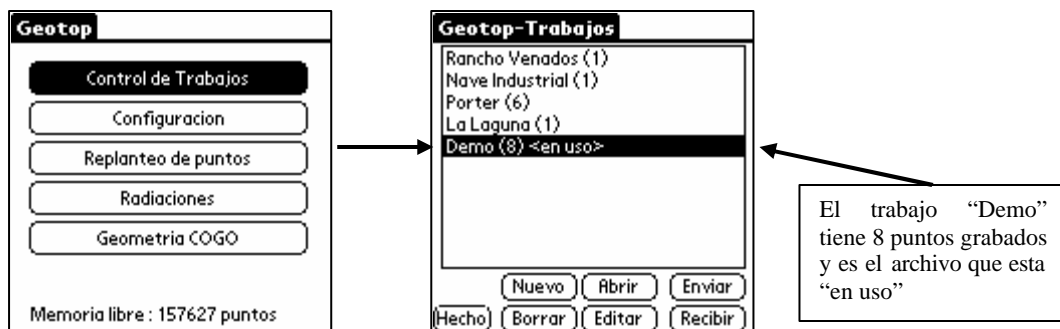 Geotop
Control de Trabajos
Configuracion
Replanteo de puntos
Radiaciones
Geometria COGO
Memoria libre : 157627 puntos
Geotop-Trabajos
Rancho Venados (1)
Nave Industrial (1)
Porter (6)
La Laguna (1)
Demo (8) <en uso>
Nuevo Abrir Enviar
Hecho Borrar Editar Recibir
El trabajo “Demo”
tiene 8 puntos grabados
y es el archivo que esta
“en uso”